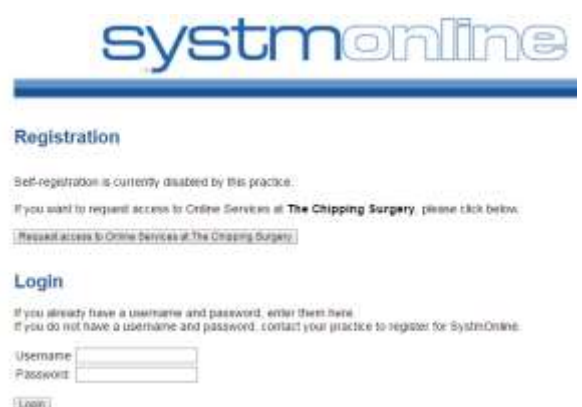 systmonline
Registration
Self-registration is currently disabled by this practice.
If you want to request access to Online Services at The Chipping Surgery, please click below.
Request access to Online Services at The Chipping Surgery
Login
If you already have a username and password, enter them here.
If you do not have a username and password, contact your practice to register for SystmOnline.
Username
Password
Login